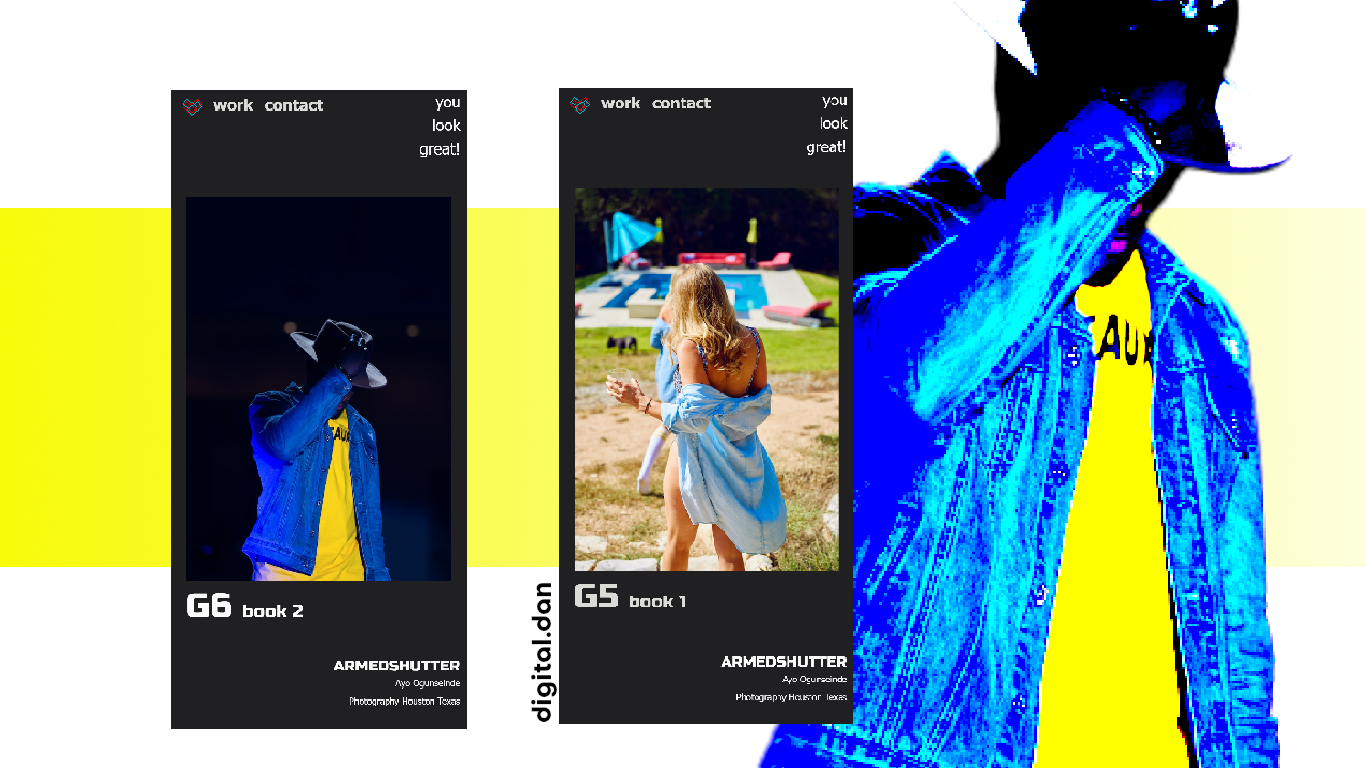 work contact
you
look
great!
G6 book 2
ARMEDSHUTTER
Ayo Ogunseinde
Photography Houston Texas
digital.dan
work contact
you
look
great!
G5 book 1
ARMEDSHUTTER
Ayo Ogunseinde
Photography Houston Texas
AUR